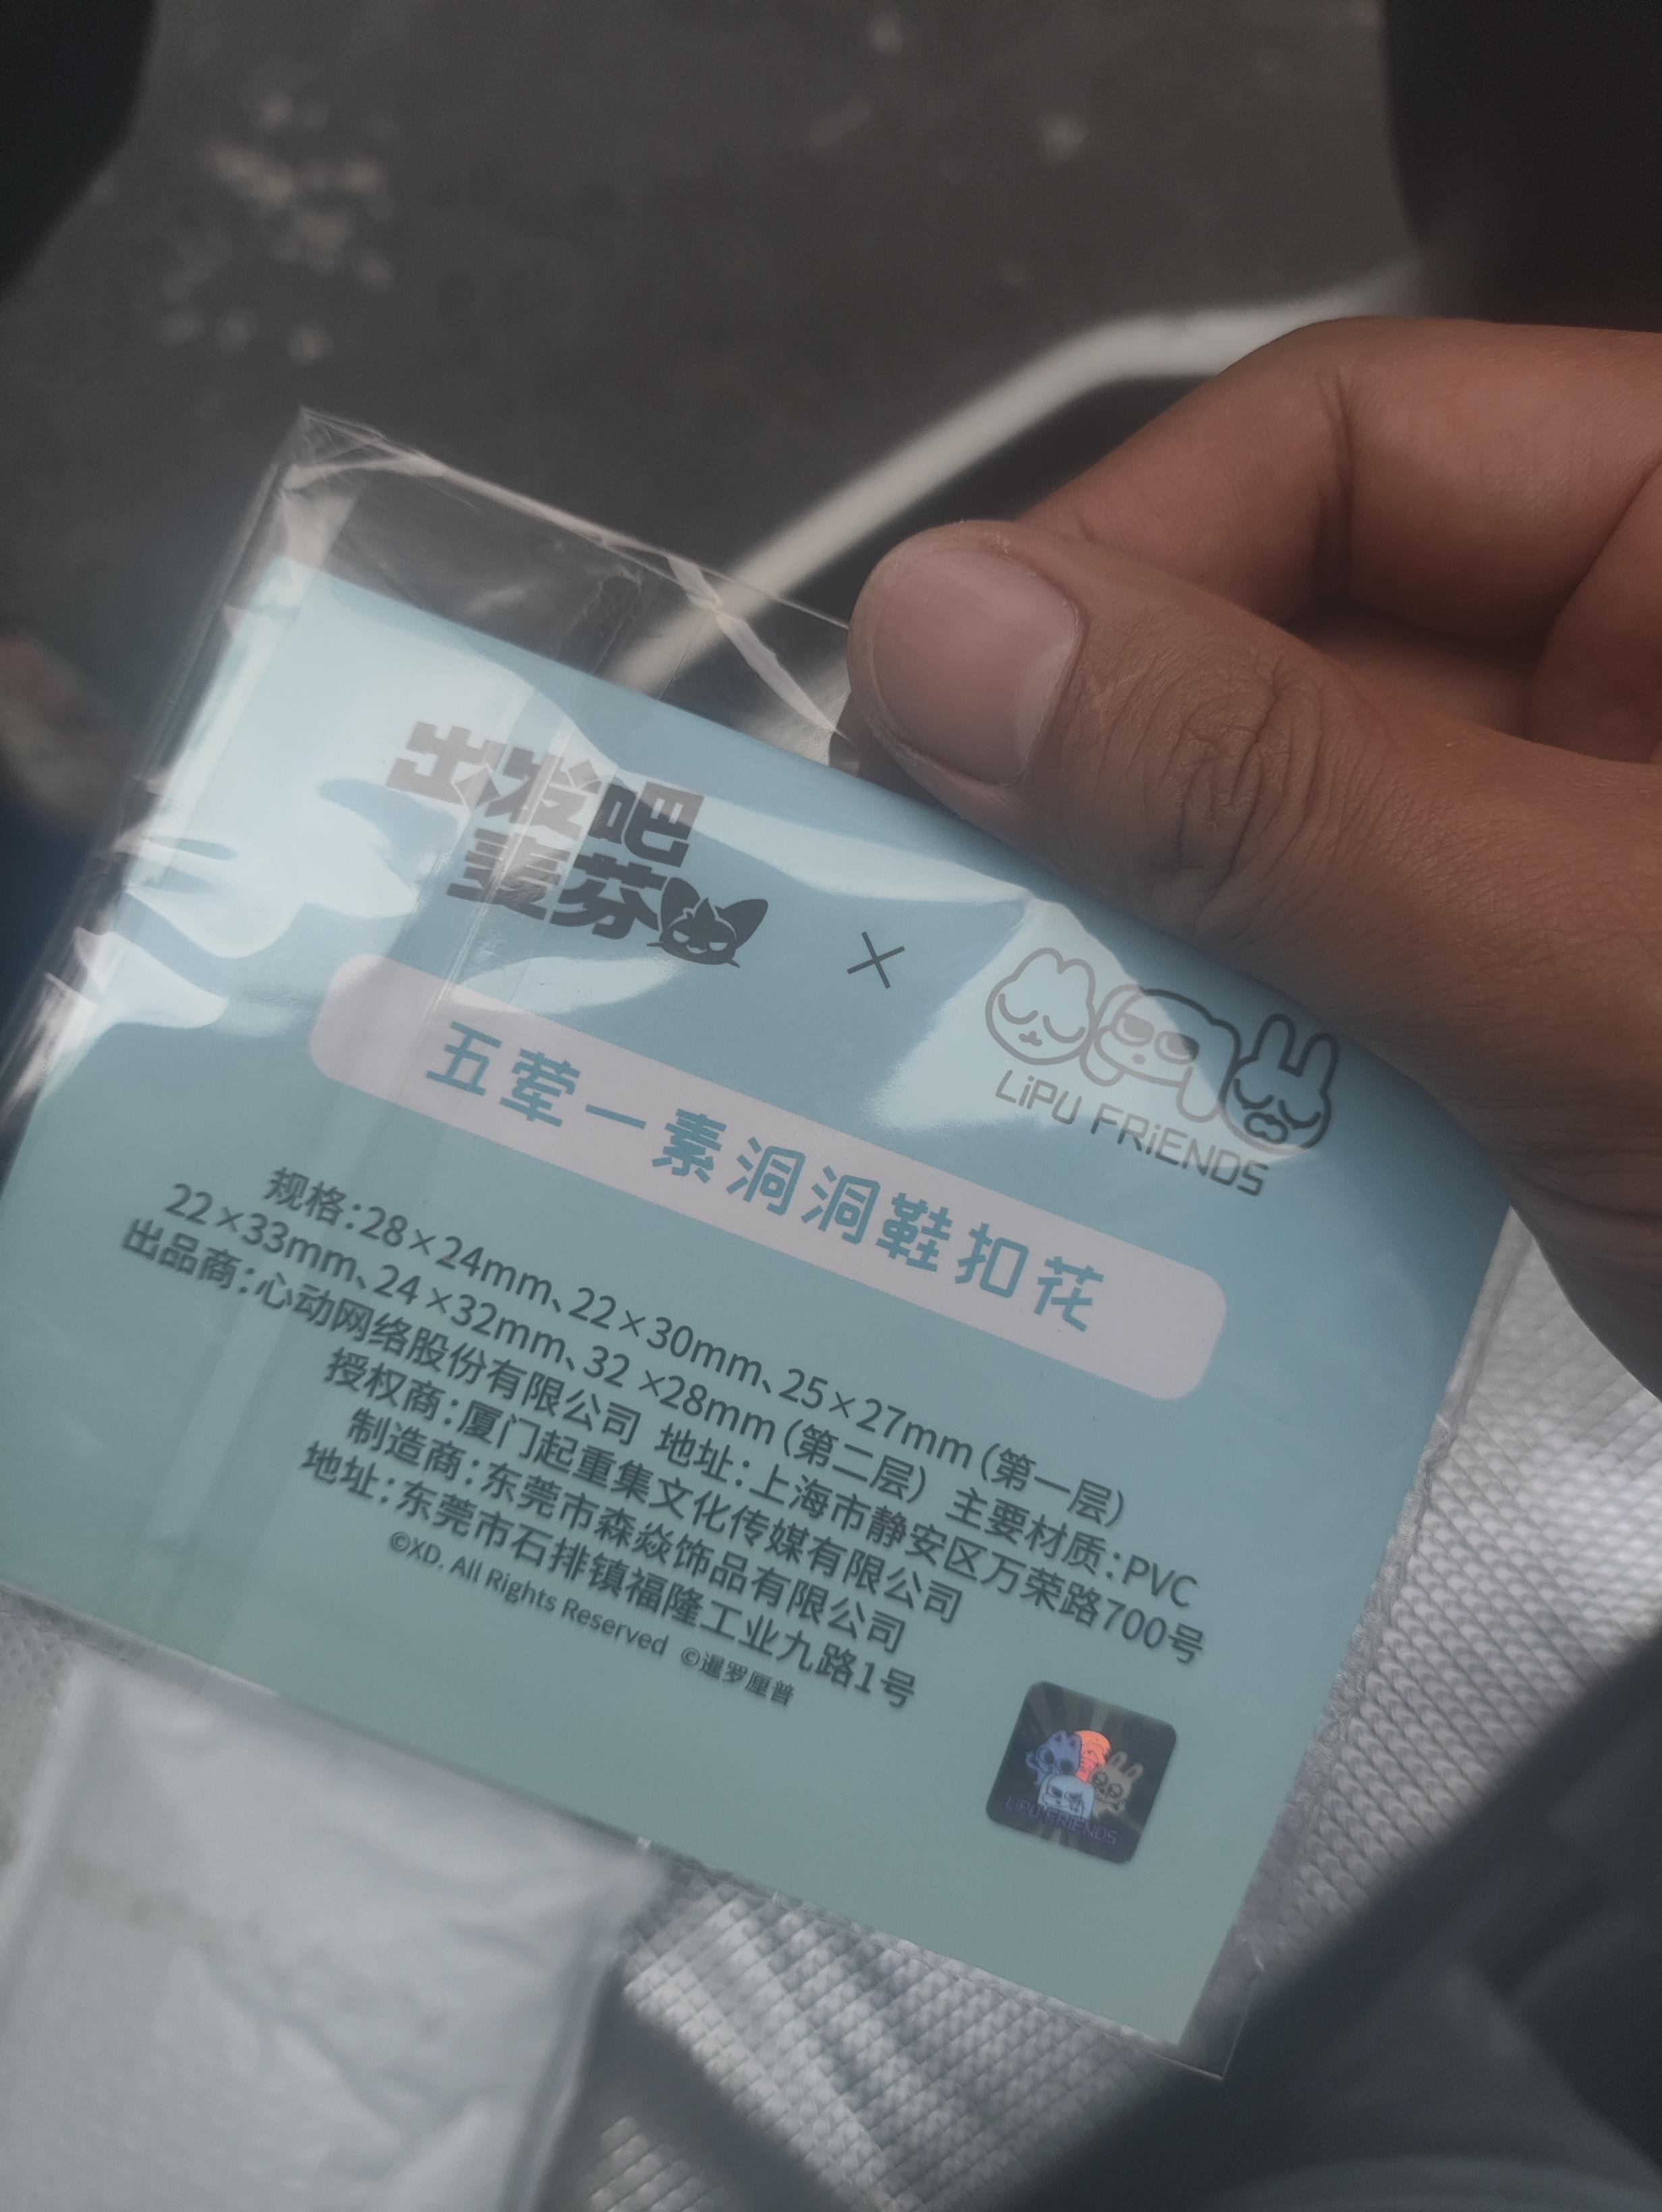 出发吧
麦芬
×
LiPU FRiENDS
五荤一素洞洞鞋扣花
规格：28×24mm、22×30mm、25×27mm（第一层）
22×33mm、24×32mm、32×28mm（第二层） 主要材质：PVC
出品商：心动网络股份有限公司 地址：上海市静安区万荣路700号
授权商：厦门起重集文化传媒有限公司
制造商：东莞市森焱饰品有限公司
地址：东莞市石排镇福隆工业九路1号
©XD. All Rights Reserved ©暹罗厘普
LiPU FRiENDS